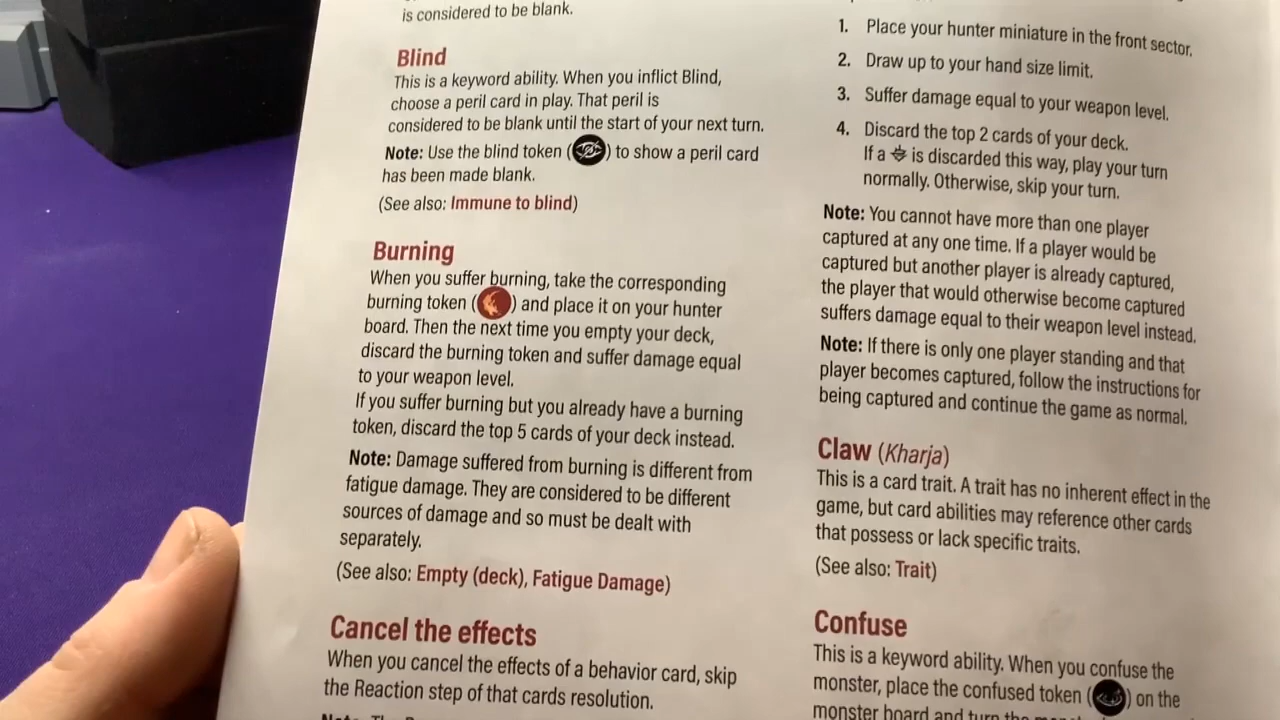 is considered to be blank.
Blind
This is a keyword ability. When you inflict Blind,
choose a peril card in play. That peril is
considered to be blank until the start of your next turn.
Note: Use the blind token ( ) to show a peril card
has been made blank.
(See also: Immune to blind)
Burning
When you suffer burning, take the corresponding
burning token ( ) and place it on your hunter
board. Then the next time you empty your deck,
discard the burning token and suffer damage equal
to your weapon level.
If you suffer burning but you already have a burning
token, discard the top 5 cards of your deck instead.
Note: Damage suffered from burning is different from
fatigue damage. They are considered to be different
sources of damage and so must be dealt with
separately.
(See also: Empty (deck), Fatigue Damage)
Cancel the effects
When you cancel the effects of a behavior card, skip
the Reaction step of that cards resolution.
Note: The
1. Place your hunter miniature in the front sector.
2. Draw up to your hand size limit.
3. Suffer damage equal to your weapon level.
4. Discard the top 2 cards of your deck.
If a is discarded this way, play your turn
normally. Otherwise, skip your turn.
Note: You cannot have more than one player
captured at any one time. If a player would be
captured but another player is already captured,
the player that would otherwise become captured
suffers damage equal to their weapon level instead.
Note: If there is only one player standing and that
player becomes captured, follow the instructions for
being captured and continue the game as normal.
Claw (Kharja)
This is a card trait. A trait has no inherent effect in the
game, but card abilities may reference other cards
that possess or lack specific traits.
(See also: Trait)
Confuse
This is a keyword ability. When you confuse the
monster, place the confused token ( ) on the
monster board and turn the